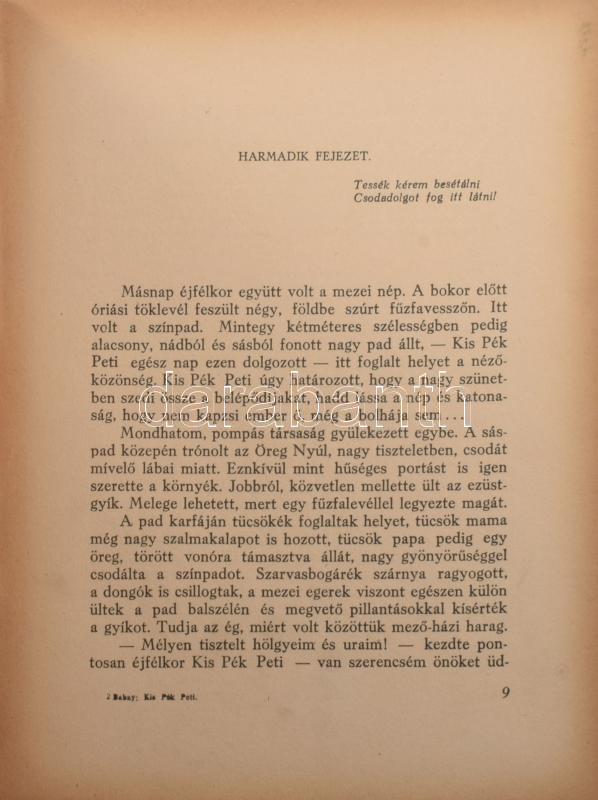 HARMADIK FEJEZET.
Tessék kérem besétálni
Csodadolgot fog itt látni!
Másnap éjfélkor együtt volt a mezei nép. A bokor előtt
óriási töklevél feszült négy, földbe szúrt fűzfavesszőn. Itt
volt a színpad. Mintegy kétméteres szélességben pedig
alacsony, nádból és sásból fonott nagy pad állt, — Kis Pék
Peti egész nap ezen dolgozott — itt foglalt helyet a néző-
közönség. Kis Pék Peti úgy határozott, hogy a nagy szünet-
ben szedi össze a belépődíjakat, hadd lássa a nép és katona-
ság, hogy nem kapzsi ember ő, még a bolhája sem . . .
Mondhatom, pompás társaság gyülekezett egybe. A sás-
pad közepén trónolt az Öreg Nyúl, nagy tiszteletben, csodát
mívelő lábai miatt. Eznkívül mint hűséges portást is igen
szerette a környék. Jobbról, közvetlen mellette ült az ezüst-
gyík. Melege lehetett, mert egy fűzfalevéllel legyezte magát.
A pad karfáján tücsökék foglaltak helyet, tücsök mama
még nagy szalmakalapot is hozott, tücsök papa pedig egy
öreg, törött vonóra támasztva állát, nagy gyönyörűséggel
csodálta a színpadot. Szarvasbogárék szárnya ragyogott,
a dongók is csillogtak, a mezei egerek viszont egészen külön
ültek a pad balszélén és megvető pillantásokkal kísérték
a gyíkot. Tudja az ég, miért volt közöttük mező-házi harag.
— Mélyen tisztelt hölgyeim és uraim! — kezdte pon-
tosan éjfélkor Kis Pék Peti — van szerencsém önöket üd-
2 Babay: Kis Pék Peti.
9
darabanth